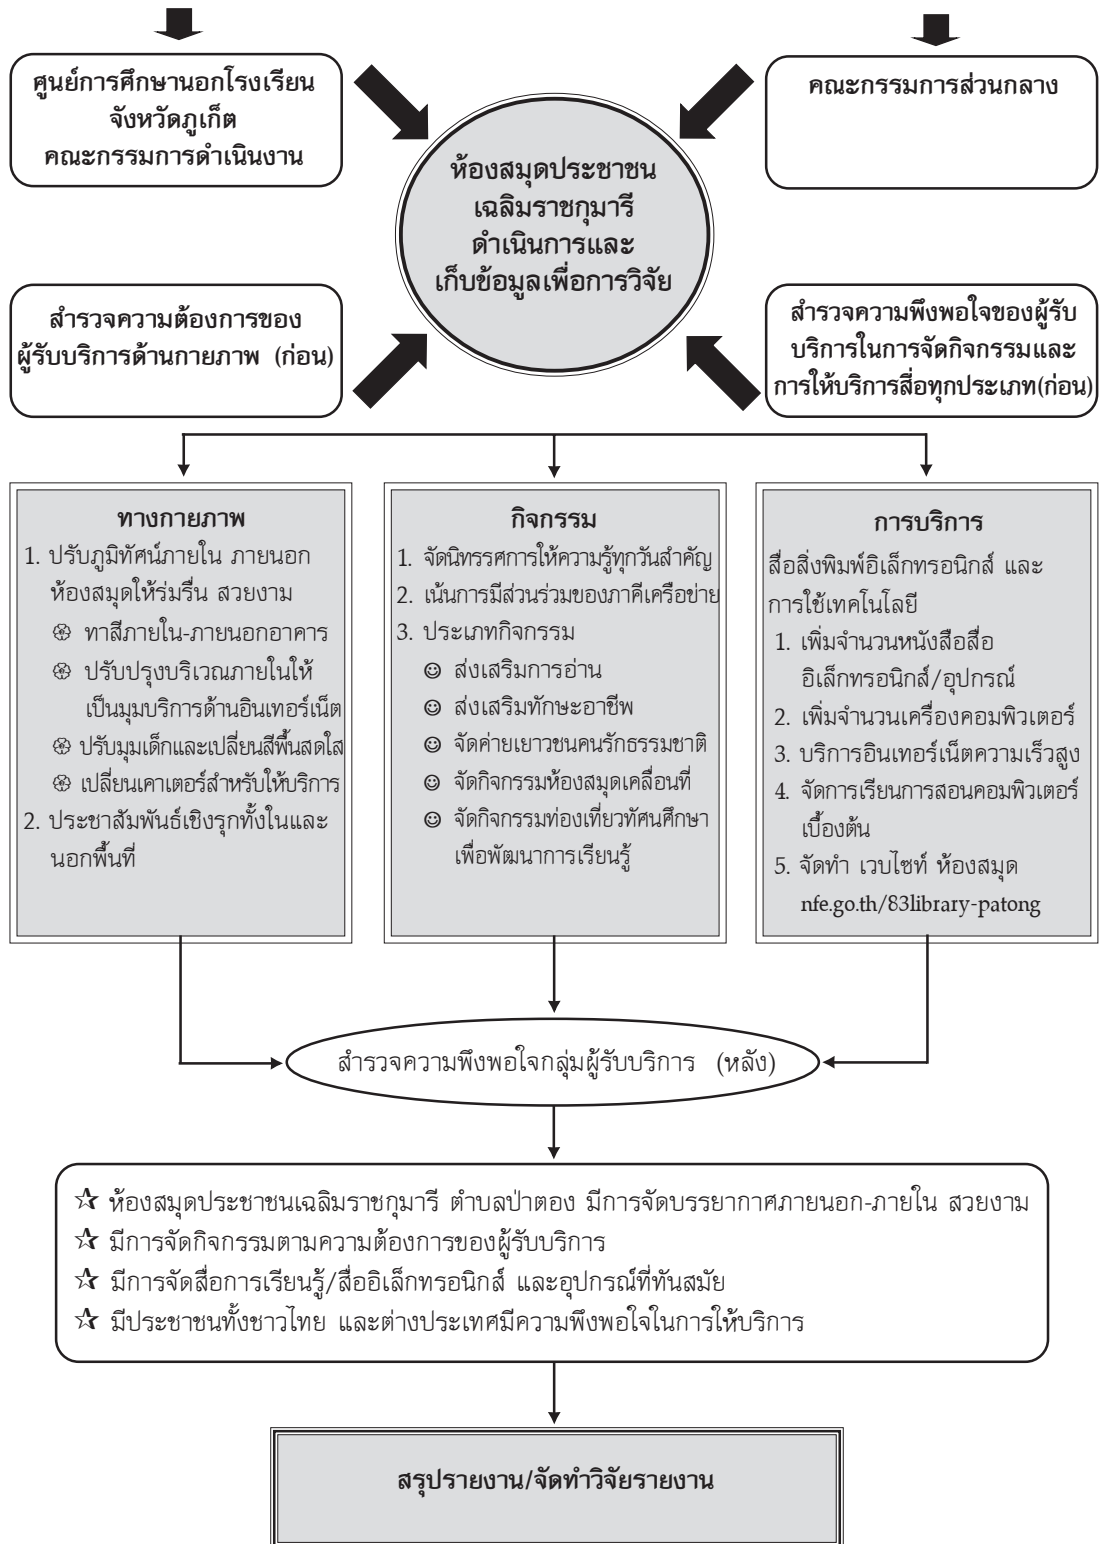 ศูนย์การศึกษานอกโรงเรียน
จังหวัดภูเก็ต
คณะกรรมการดำเนินงาน
คณะกรรมการส่วนกลาง
ห้องสมุดประชาชน
เฉลิมราชกุมารี
ดำเนินการและ
เก็บข้อมูลเพื่อการวิจัย
สำรวจความต้องการของ
ผู้รับบริการด้านกายภาพ (ก่อน)
สำรวจความพึงพอใจของผู้รับ
บริการในการจัดกิจกรรมและ
การให้บริการสื่อทุกประเภท(ก่อน)
ทางกายภาพ
1. ปรับภูมิทัศน์ภายใน ภายนอก
ห้องสมุดให้ร่มรื่น สวยงาม
֍ ทาสีภายใน-ภายนอกอาคาร
֍ ปรับปรุงบริเวณภายในให้
เป็นมุมบริการด้านอินเทอร์เน็ต
֍ ปรับมุมเด็กและเปลี่ยนสีพื้นสดใส
֍ เปลี่ยนเคาเตอร์สำหรับให้บริการ
2. ประชาสัมพันธ์เชิงรุกทั้งในและ
นอกพื้นที่
กิจกรรม
1. จัดนิทรรศการให้ความรู้ทุกวันสำคัญ
2. เน้นการมีส่วนร่วมของภาคีเครือข่าย
3. ประเภทกิจกรรม
☺ ส่งเสริมการอ่าน
☺ ส่งเสริมทักษะอาชีพ
☺ จัดค่ายเยาวชนคนรักธรรมชาติ
☺ จัดกิจกรรมห้องสมุดเคลื่อนที่
☺ จัดกิจกรรมท่องเที่ยวทัศนศึกษา
เพื่อพัฒนาการเรียนรู้
การบริการ
สื่อสิ่งพิมพ์อิเล็กทรอนิกส์ และ
การใช้เทคโนโลยี
1. เพิ่มจำนวนหนังสือสื่อ
อิเล็กทรอนิกส์/อุปกรณ์
2. เพิ่มจำนวนเครื่องคอมพิวเตอร์
3. บริการอินเทอร์เน็ตความเร็วสูง
4. จัดการเรียนการสอนคอมพิวเตอร์
เบื้องต้น
5. จัดทำ เวบไซท์ ห้องสมุด
nfe.go.th/83library-patong
สำรวจความพึงพอใจกลุ่มผู้รับบริการ (หลัง)
☆ ห้องสมุดประชาชนเฉลิมราชกุมารี ตำบลป่าตอง มีการจัดบรรยากาศภายนอก-ภายใน สวยงาม
☆ มีการจัดกิจกรรมตามความต้องการของผู้รับบริการ
☆ มีการจัดสื่อการเรียนรู้/สื่ออิเล็กทรอนิกส์ และอุปกรณ์ที่ทันสมัย
☆ มีประชาชนทั้งชาวไทย และต่างประเทศมีความพึงพอใจในการให้บริการ
สรุปรายงาน/จัดทำวิจัยรายงาน